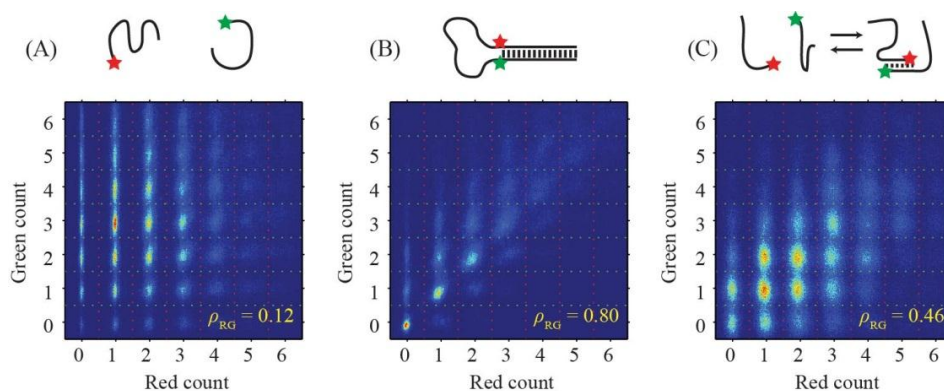 (A)
(B)
(C)
Green count
6
5
4
3
2
1
0
ρRG = 0.12
0 1 2 3 4 5 6
Red count
Green count
6
5
4
3
2
1
0
ρRG = 0.80
0 1 2 3 4 5 6
Red count
Green count
6
5
4
3
2
1
0
ρRG = 0.46
0 1 2 3 4 5 6
Red count